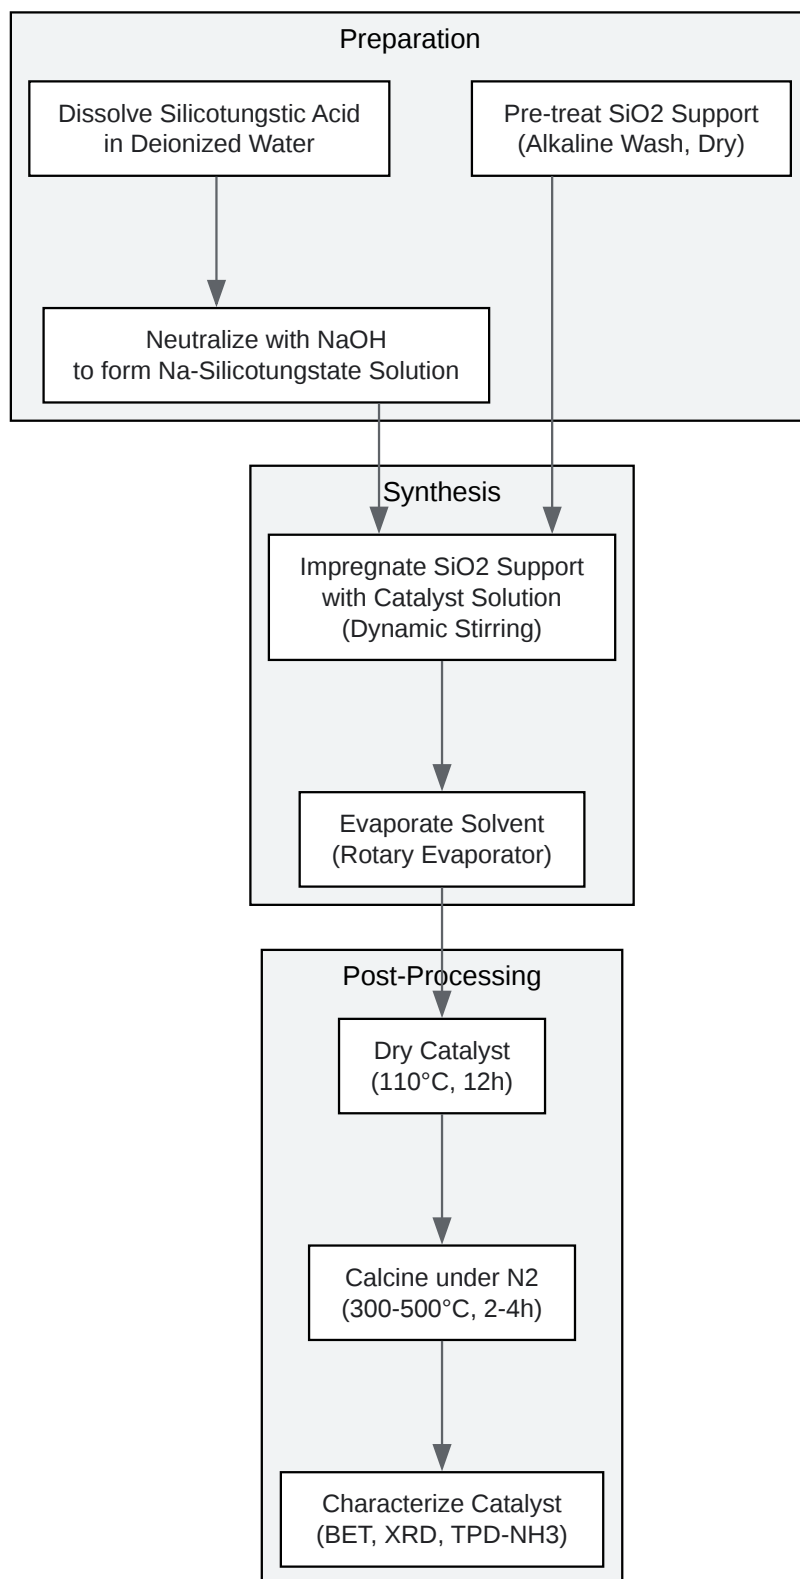 Preparation
Dissolve Silicotungstic Acid
in Deionized Water
Pre-treat SiO2 Support
(Alkaline Wash, Dry)
Neutralize with NaOH
to form Na-Silicotungstate Solution
Synthesis
Impregnate SiO2 Support
with Catalyst Solution
(Dynamic Stirring)
Evaporate Solvent
(Rotary Evaporator)
Post-Processing
Dry Catalyst
(110°C, 12h)
Calcine under N2
(300-500°C, 2-4h)
Characterize Catalyst
(BET, XRD, TPD-NH3)